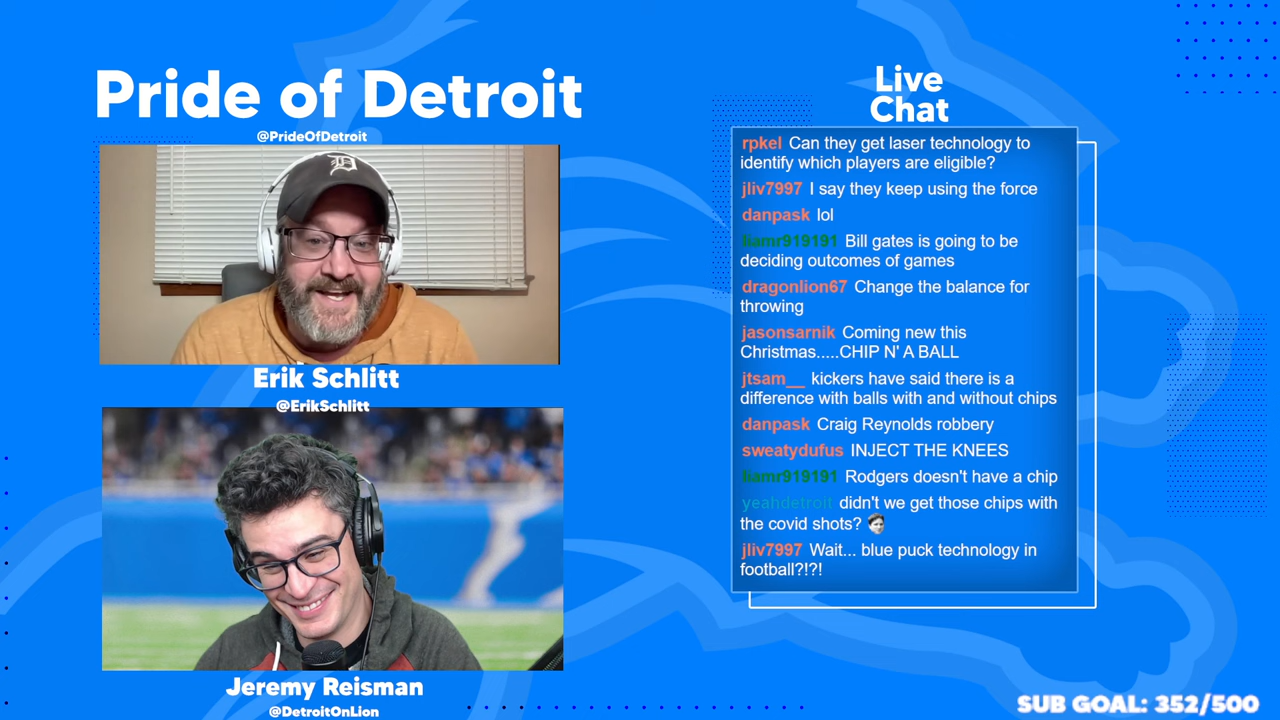 Pride of Detroit
@PrideOfDetroit
Erik Schlitt
@ErikSchlitt
Jeremy Reisman
@DetroitOnLion
Live
Chat
rpkel Can they get laser technology to
identify which players are eligible?
jliv7997 I say they keep using the force
danpask lol
liamr919191 Bill gates is going to be
deciding outcomes of games
dragonlion67 Change the balance for
throwing
jasonsarnik Coming new this
Christmas.....CHIP N' A BALL
jtsam__ kickers have said there is a
difference with balls with and without chips
danpask Craig Reynolds robbery
sweatydufus INJECT THE KNEES
liamr919191 Rodgers doesn't have a chip
yeahdetroit didn't we get those chips with
the covid shots?
jliv7997 Wait... blue puck technology in
football?!?!
SUB GOAL: 352/500